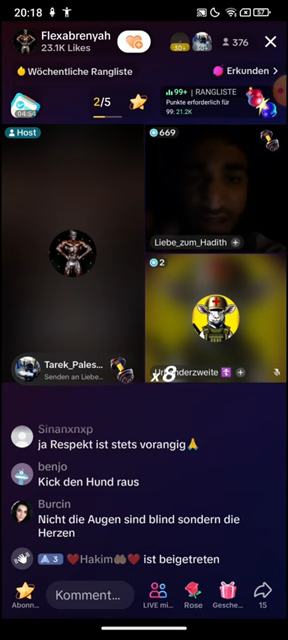 20:18
57
Flexabrenyah
23.1K Likes
30+
30+
376
Wöchentliche Rangliste
Erkunden >
04:54
2/5
99+ | RANGLISTE
Punkte erforderlich für
99: 21.2K
Host
669
Liebe_zum_Hadith +
2
x8
Tarek_Pales...
Senden an Liebe...
Sinanxnxp
ja Respekt ist stets vorangig🙏
benjo
Kick den Hund raus
Burcin
Nicht die Augen sind blind sondern die
Herzen
3 ❤️Hakim🤲🏽❤️ ist beigetreten
Abonn...
Komment...
LIVE mi...
Rose
Gesche...
15